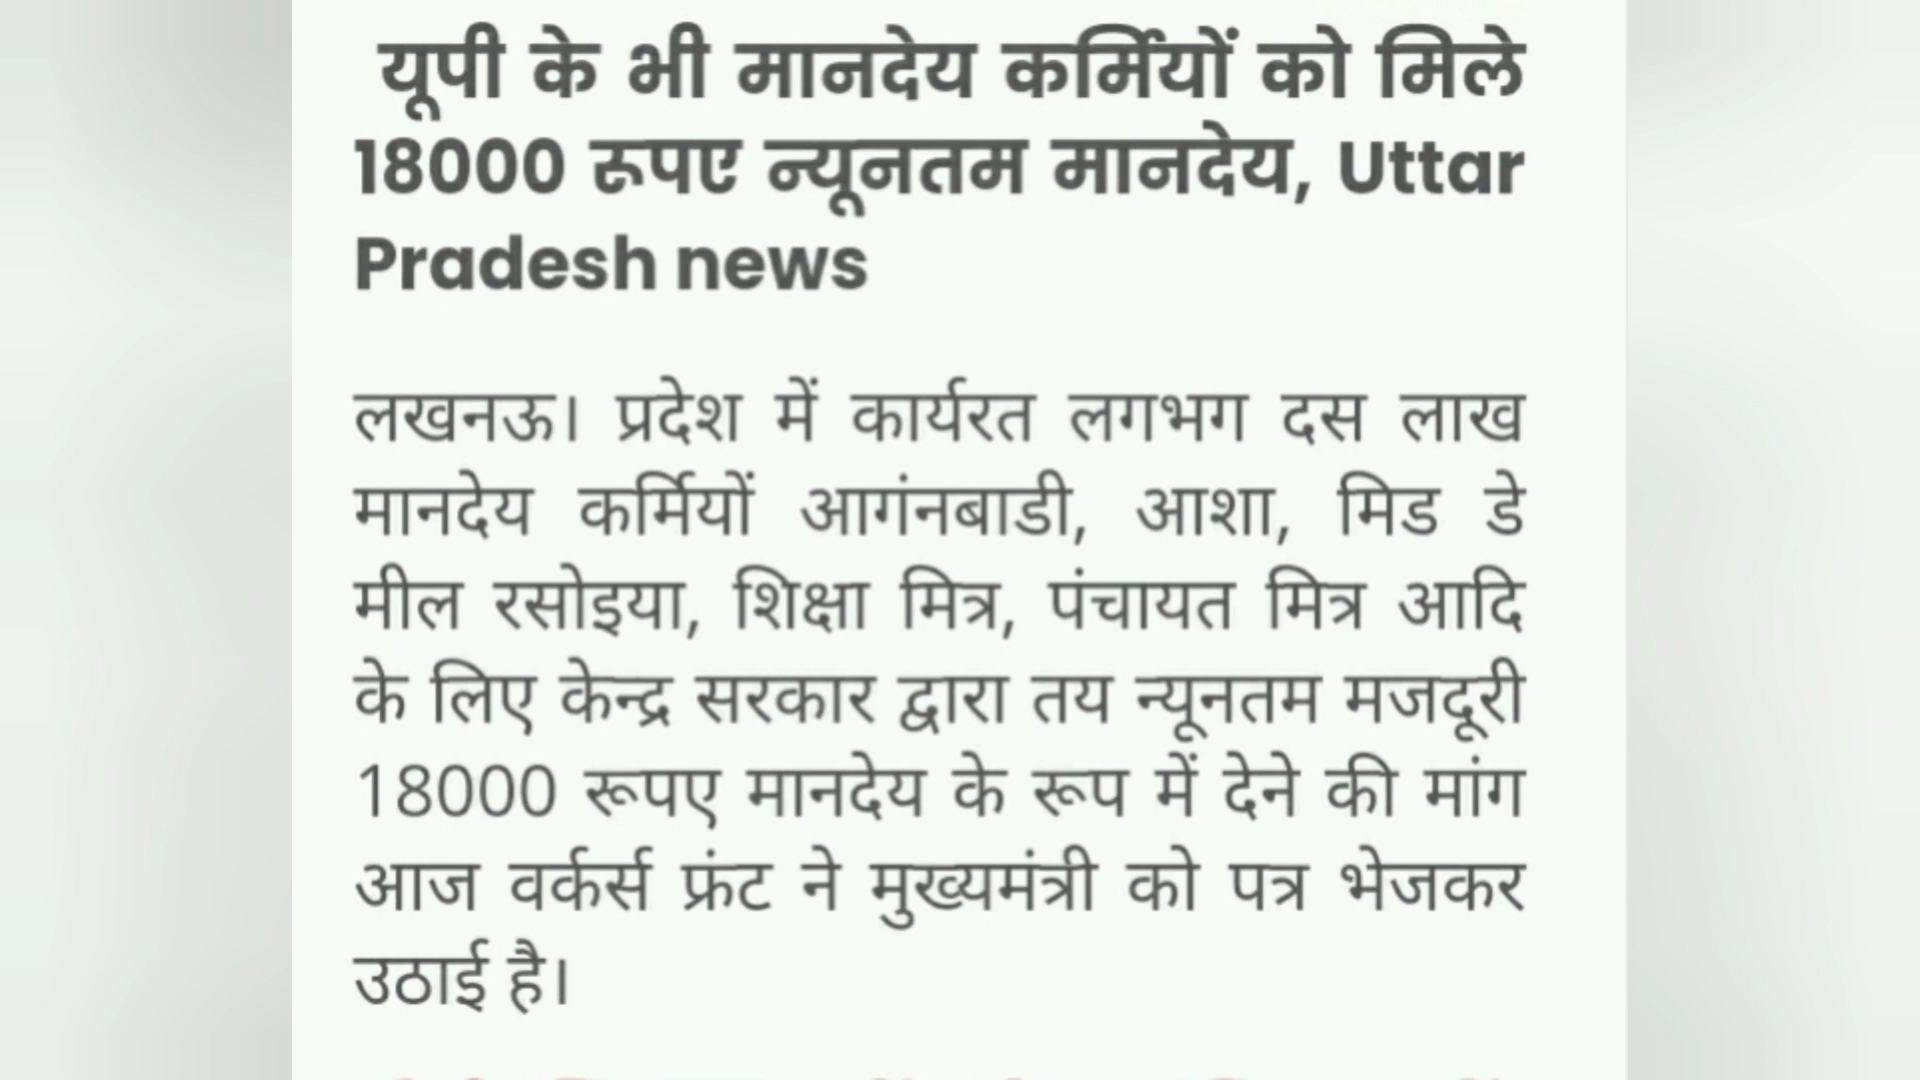 यूपी के भी मानदेय कर्मियों को मिले
18000 रूपए न्यूनतम मानदेय, Uttar
Pradesh news
लखनऊ। प्रदेश में कार्यरत लगभग दस लाख
मानदेय कर्मियों आगंनबाडी, आशा, मिड डे
मील रसोइया, शिक्षा मित्र, पंचायत मित्र आदि
के लिए केन्द्र सरकार द्वारा तय न्यूनतम मजदूरी
18000 रूपए मानदेय के रूप में देने की मांग
आज वर्कर्स फ्रंट ने मुख्यमंत्री को पत्र भेजकर
उठाई है।